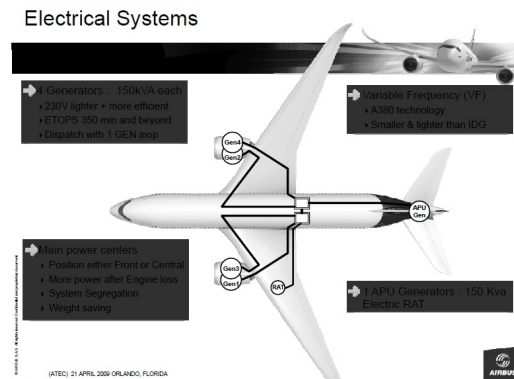 Electrical Systems
4 Generators : 150kVA each
230V lighter + more efficient
ETOPS 350 min and beyond
Dispatch with 1 GEN inop
Variable Frequency (VF)
A380 technology
Smaller & lighter than IDG
Gen4
Gen2
APU
Gen
Main power centers
Position either Front or Central
More power after Engine loss
System Segregation
Weight saving
Gen3
Gen1
RAT
1 APU Generators : 150 Kva
Electric RAT
(ATEC) 21 APRIL 2009 ORLANDO, FLORIDA
AIRBUS